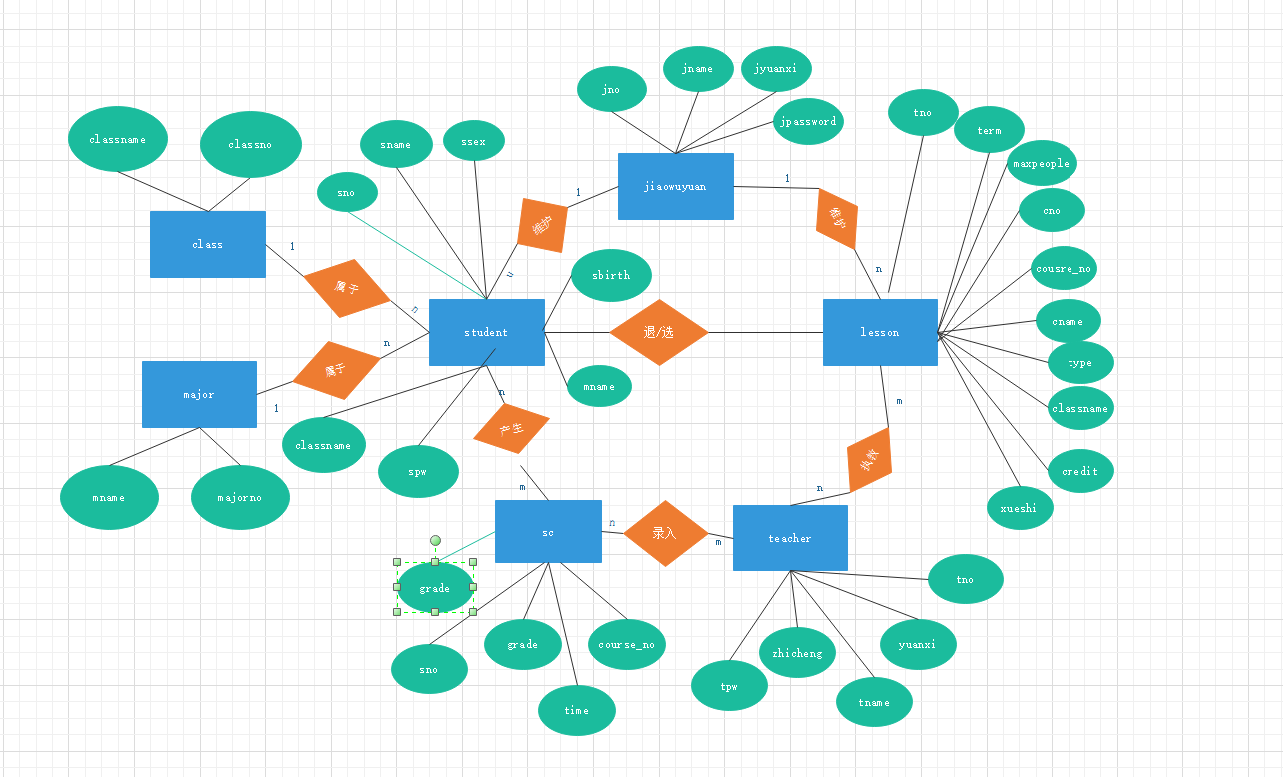 jname
jyuanxi
jno
jpassword
tno
term
classname
classno
sname
ssex
maxpeople
sno
1
维护
1
jiaowuyuan
1
维护
cno
class
1
属于
n
n
sbirth
n
cousre_no
student
退/选
lesson
cname
type
n
属于
major
1
mname
n
产生
m
classname
classname
spw
执教
credit
mname
majorno
m
n
xueshi
sc
n
录入
m
teacher
grade
tno
sno
grade
course_no
zhicheng
yuanxi
tpw
time
tname